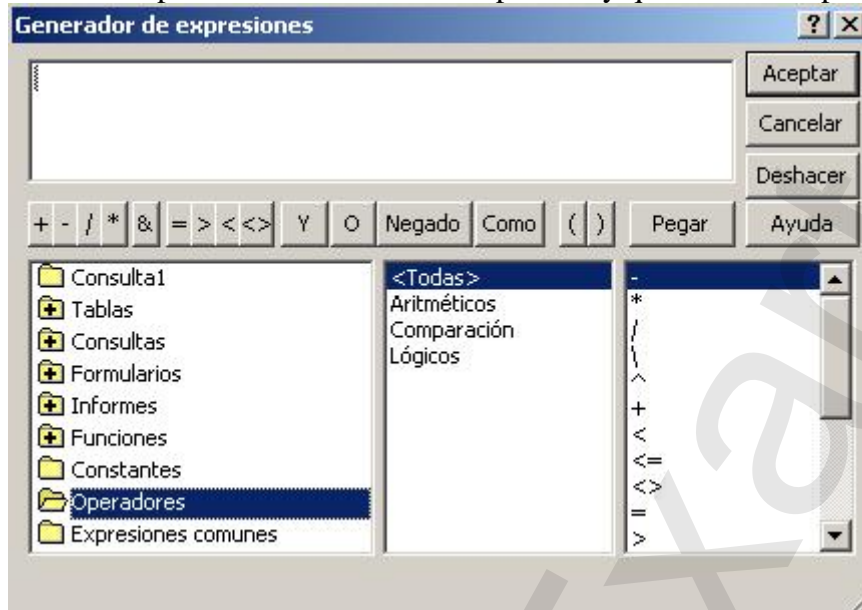 Generador de expresiones
Aceptar
Cancelar
Deshacer
+ - / * & = > < <> Y O Negado Como ( ) Pegar Ayuda
Consulta1
Tablas
Consultas
Formularios
Informes
Funciones
Constantes
Operadores
Expresiones comunes
<Todas>
Aritméticos
Comparación
Lógicos
-
*
/
\
^
+
<
<=
<>
=
>